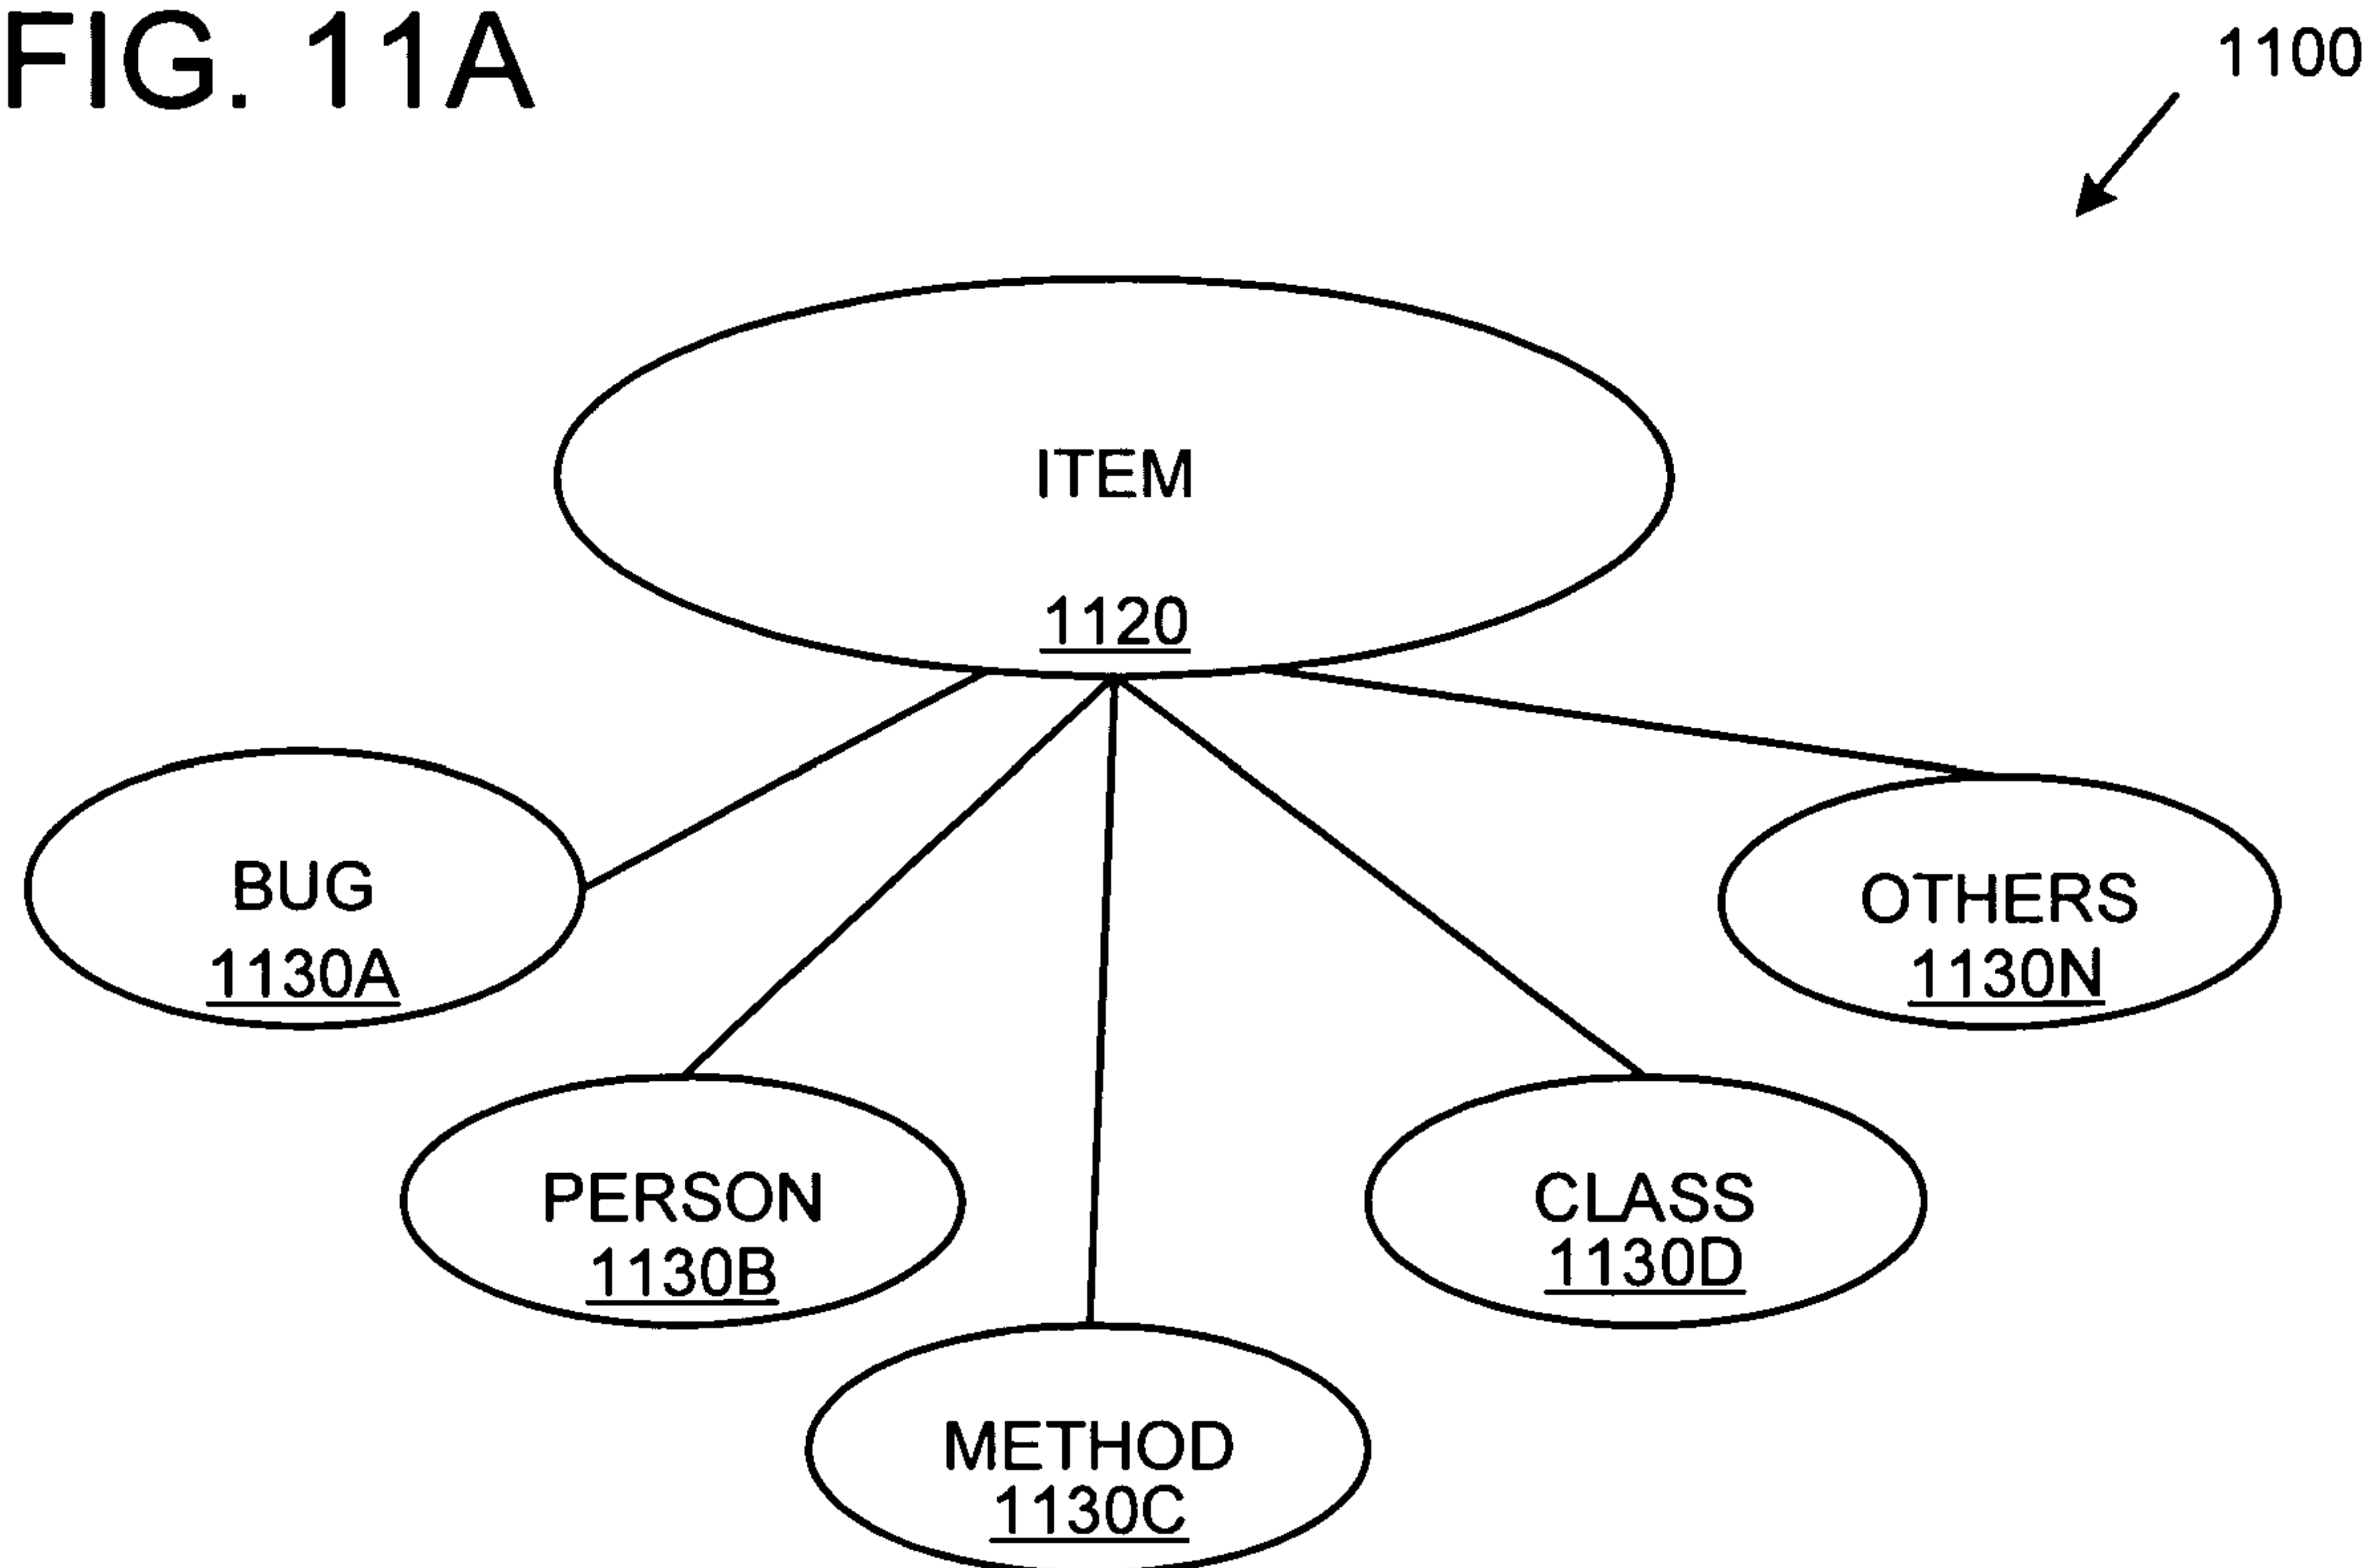 FIG. 11A
1100
ITEM
1120
BUG
1130A
OTHERS
1130N
PERSON
1130B
CLASS
1130D
METHOD
1130C